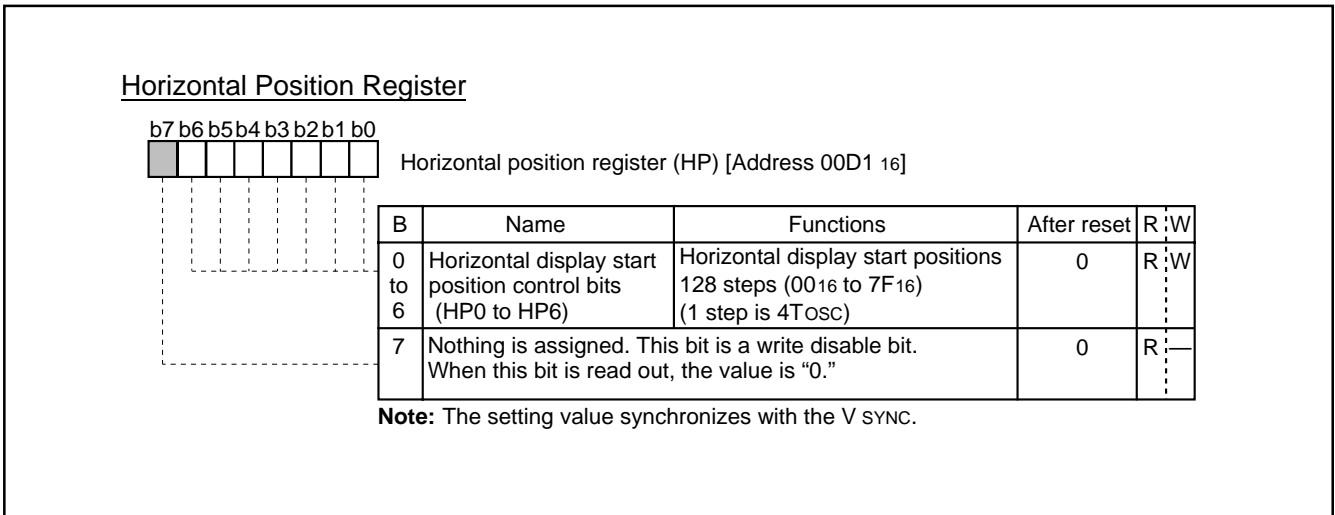 Horizontal Position Register
b7 b6 b5 b4 b3 b2 b1 b0
Horizontal position register (HP) [Address 00D1 16]
B Name Functions After reset R W
0 to 6 Horizontal display start position control bits (HP0 to HP6) Horizontal display start positions 128 steps (0016 to 7F16) (1 step is 4TOSC) 0 R W
7 Nothing is assigned. This bit is a write disable bit. When this bit is read out, the value is “0.” 0 R —
Note: The setting value synchronizes with the V SYNC.